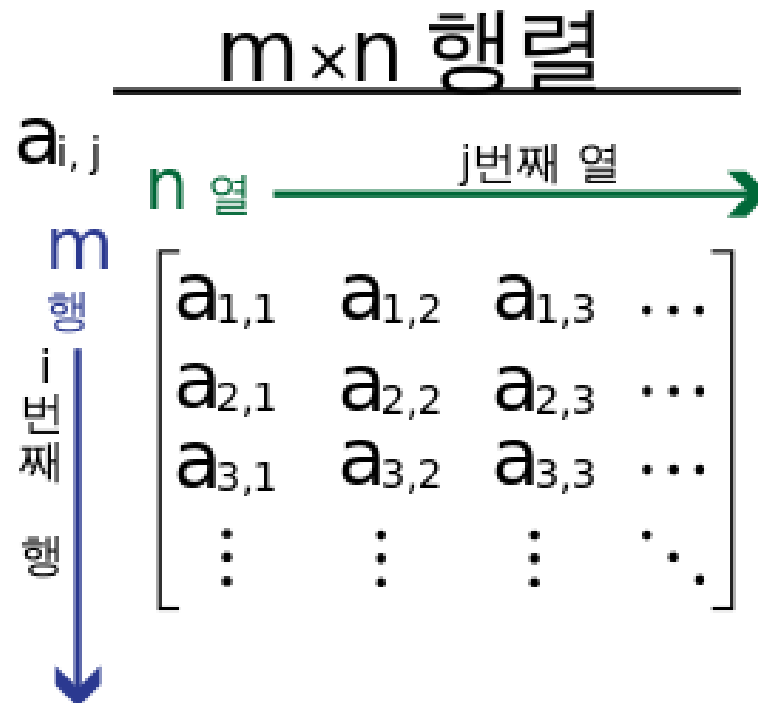 m×n 행렬
a i, j
n 열
j번째 열
m
행
i
번
째
행
a1,1 a1,2 a1,3 ⋯
a2,1 a2,2 a2,3 ⋯
a3,1 a3,2 a3,3 ⋯
⋮ ⋮ ⋮ ⋱